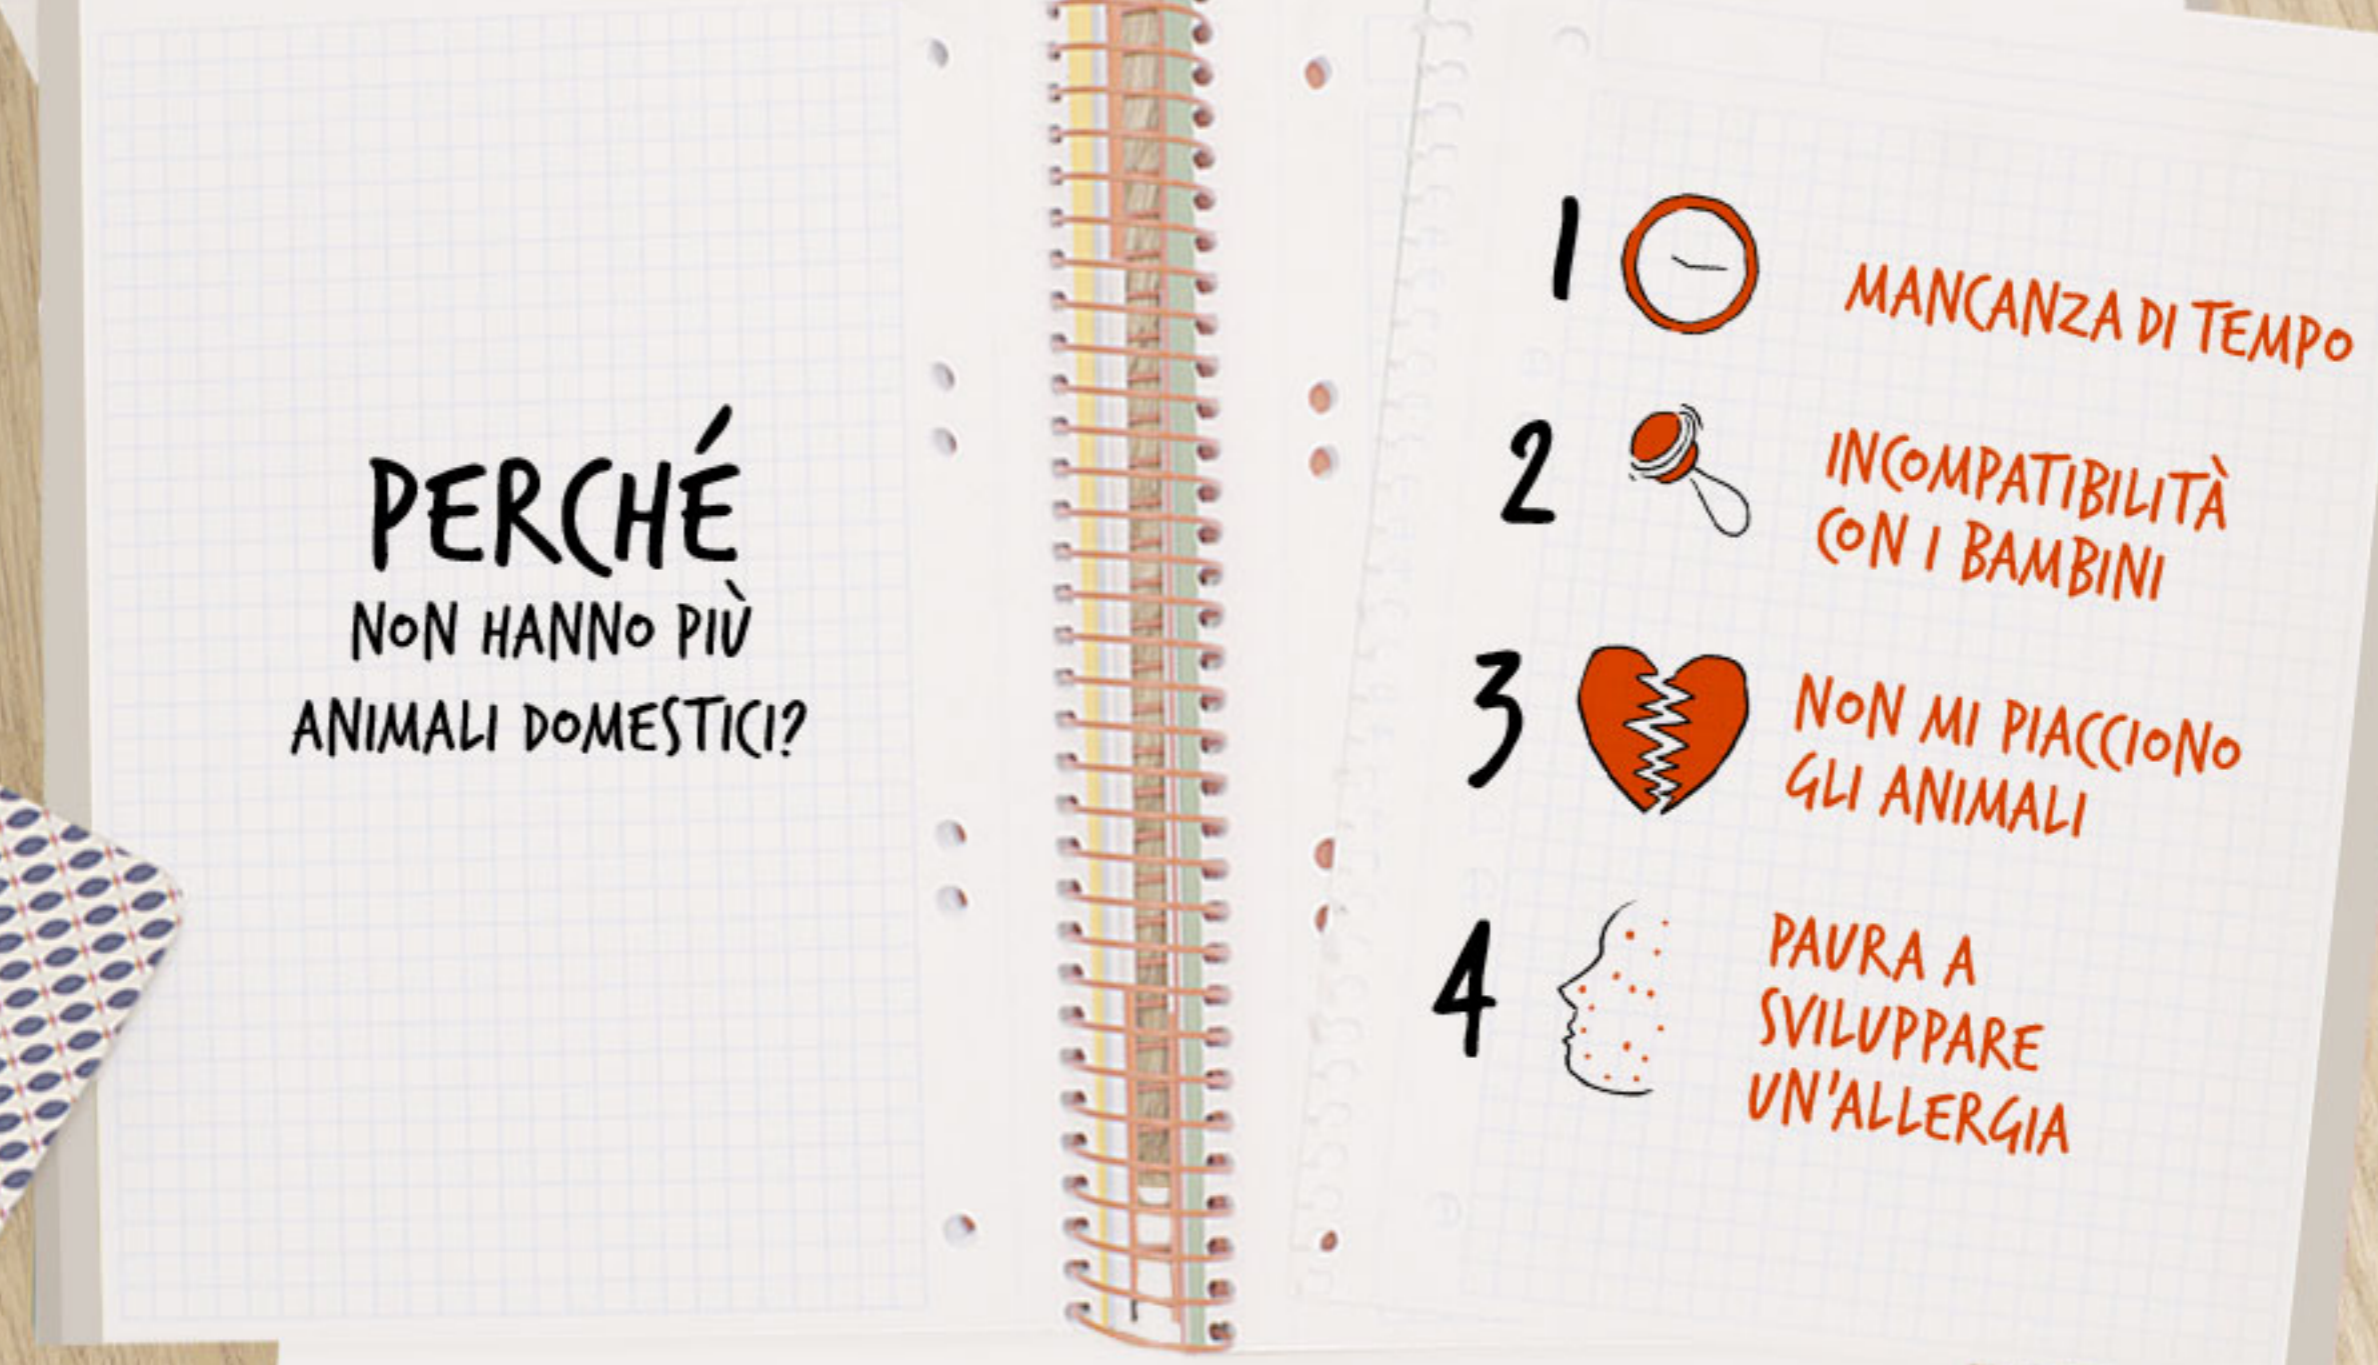 PERCHÉ
NON HANNO PIÙ
ANIMALI DOMESTICI?
1 MANCANZA DI TEMPO
2 INCOMPATIBILITÀ
CON I BAMBINI
3 NON MI PIACCIONO
GLI ANIMALI
4 PAURA A
SVILUPPARE
UN'ALLERGIA